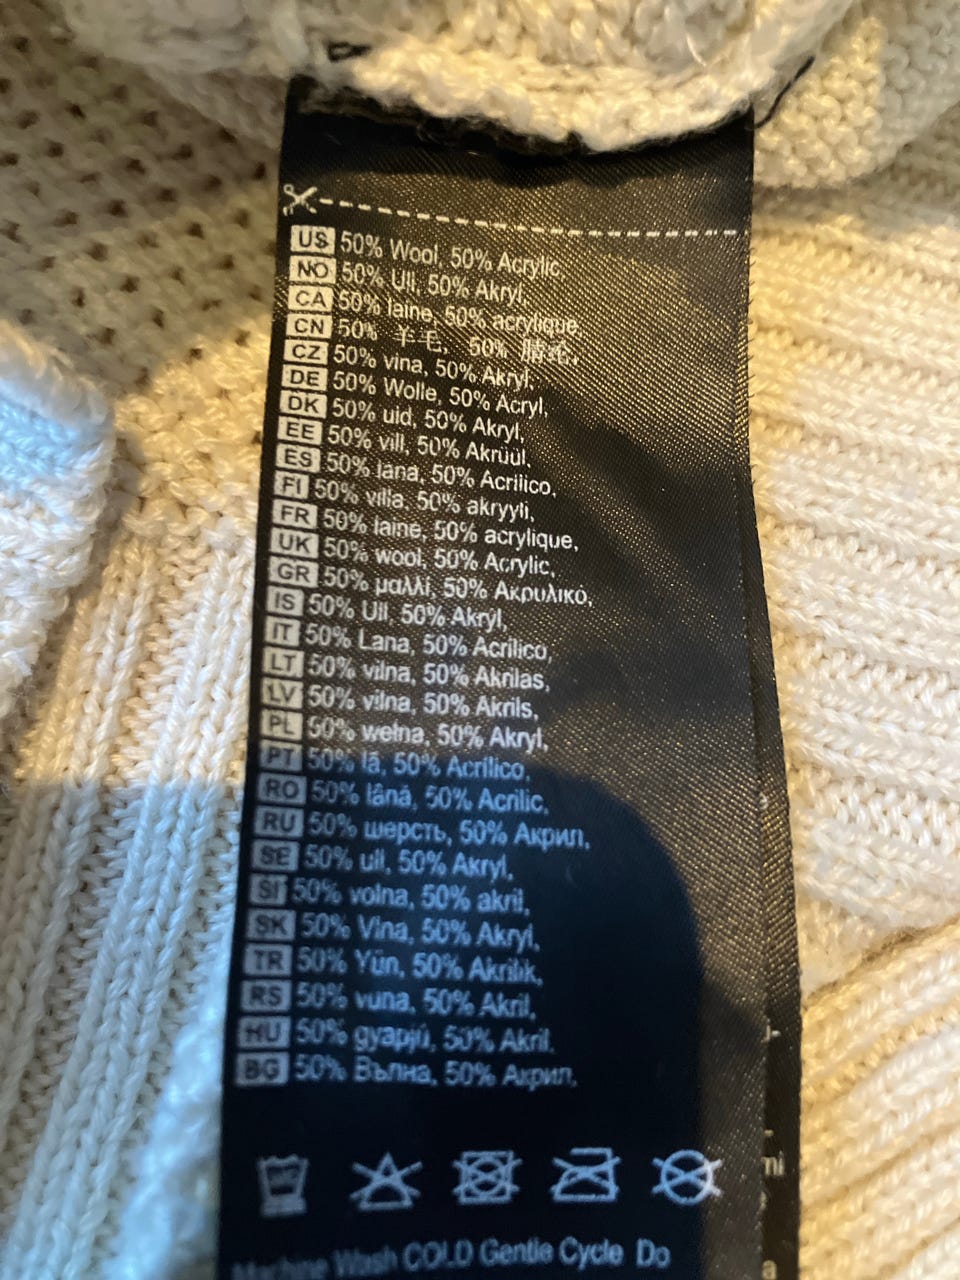 US 50% Wool, 50% Acrylic,
NO 50% Ull, 50% Akryl,
CA 50% laine, 50% acrylique,
CN 50% 羊毛, 50% 腈纶,
CZ 50% vlna, 50% Akryl,
DE 50% Wolle, 50% Acryl,
DK 50% uld, 50% Akryl,
EE 50% vill, 50% Akrüül,
ES 50% lana, 50% Acrílico,
FI 50% villa, 50% akryyli,
FR 50% laine, 50% acrylique,
UK 50% wool, 50% Acrylic,
GR 50% μαλλί, 50% Ακρυλικό,
IS 50% Ull, 50% Akryl,
IT 50% Lana, 50% Acrilico,
LT 50% vilna, 50% Akrilas,
LV 50% vilna, 50% Akrils,
PL 50% wełna, 50% Akryl,
PT 50% lã, 50% Acrílico,
RO 50% lână, 50% Acrilic,
RU 50% шерсть, 50% Акрил,
SE 50% ull, 50% Akryl,
SI 50% volna, 50% akril,
SK 50% Vlna, 50% Akryl,
TR 50% Yün, 50% Akrilik,
RS 50% vuna, 50% Akril,
HU 50% gyapjú, 50% Akril.
BG 50% Вълна, 50% Акрил.
Machine Wash COLD Gentle Cycle Do